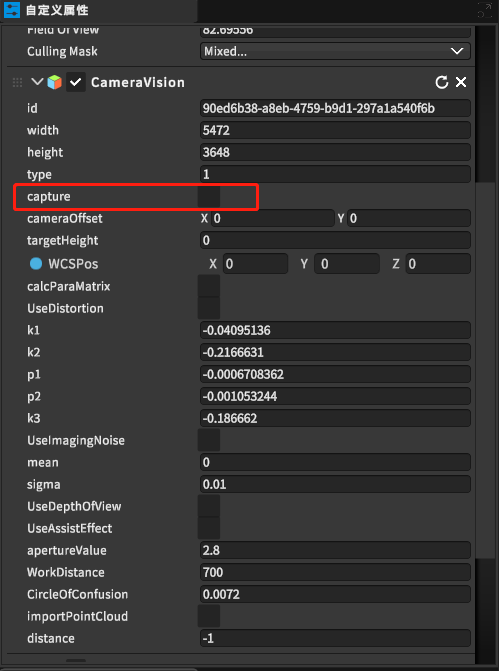 自定义属性
Field Of View 82.69556
Culling Mask Mixed...
CameraVision
id 90ed6b38-a8eb-4759-b9d1-297a1a540f6b
width 5472
height 3648
type 1
capture
cameraOffset X 0 Y 0
targetHeight 0
WCSPos X 0 Y 0 Z 0
calcParaMatrix
UseDistortion
k1 -0.04095136
k2 -0.2166631
p1 -0.0006708362
p2 -0.001053244
k3 -0.186662
UseImagingNoise
mean 0
sigma 0.01
UseDepthOfView
UseAssistEffect
apertureValue 2.8
WorkDistance 700
CircleOfConfusion 0.0072
importPointCloud
distance -1